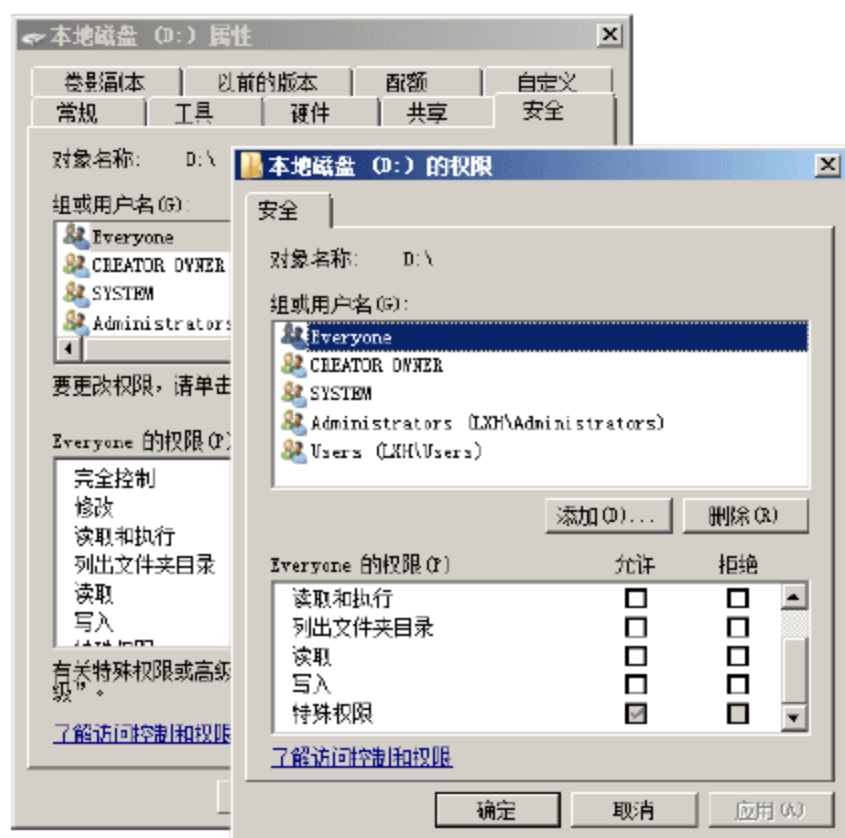 本地磁盘 (D:) 属性
卷影副本 以前的版本 配额 自定义
常规 工具 硬件 共享 安全
对象名称: D:\
组或用户名(G):
Everyone
CREATOR OWNER
SYSTEM
Administrators
要更改权限，请单击
Everyone 的权限(P)
完全控制
修改
读取和执行
列出文件夹目录
读取
写入
有关特殊权限或高级
级”。
了解访问控制和权限
本地磁盘 (D:) 的权限
安全
对象名称: D:\
组或用户名(G):
Everyone
CREATOR OWNER
SYSTEM
Administrators (LXH\Administrators)
Users (LXH\Users)
添加(D)... 删除(R)
Everyone 的权限(P) 允许 拒绝
读取和执行
列出文件夹目录
读取
写入
特殊权限
了解访问控制和权限
确定 取消 应用(A)